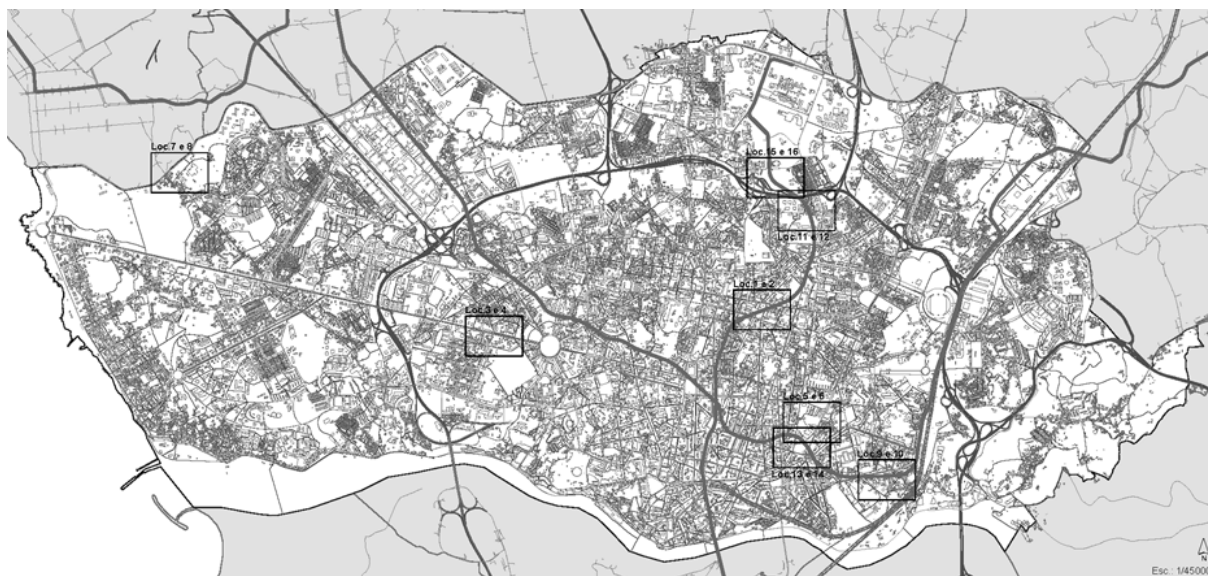 Loc.7 e 8
Loc.15 e 16
Loc.11 e 12
Loc.1 e 2
Loc.3 e 4
Loc.5 e 6
Loc.13 e 14
Loc.9 e 10
N
Esc.: 1/45000